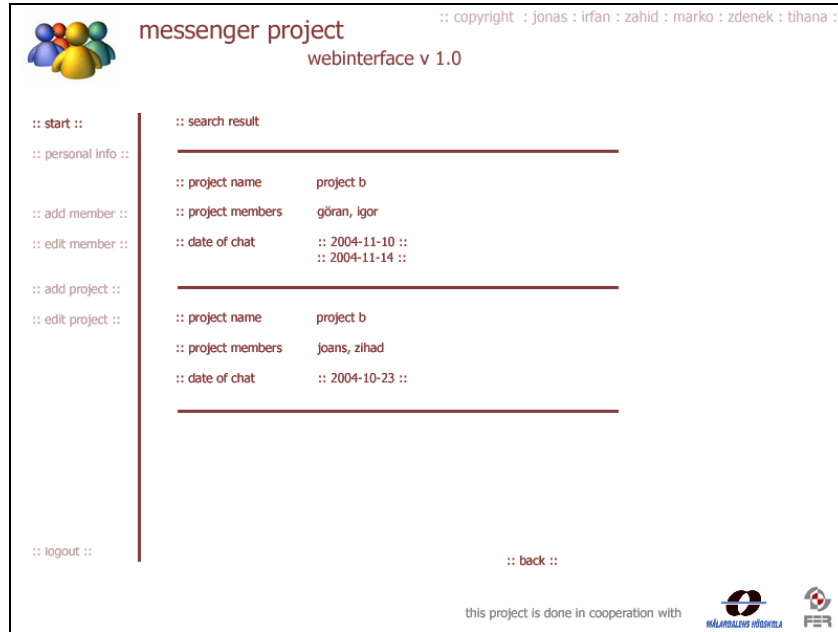 :: copyright : jonas : irfan : zahid : marko : zdenek : tihana :
messenger project
webinterface v 1.0
:: start ::
:: personal info ::
:: add member ::
:: edit member ::
:: add project ::
:: edit project ::
:: logout ::
:: search result
:: project name project b
:: project members göran, igor
:: date of chat :: 2004-11-10 ::
:: 2004-11-14 ::
:: project name project b
:: project members joans, zihad
:: date of chat :: 2004-10-23 ::
:: back ::
this project is done in cooperation with
MÄLARDALENS HÖGSKOLA
FER